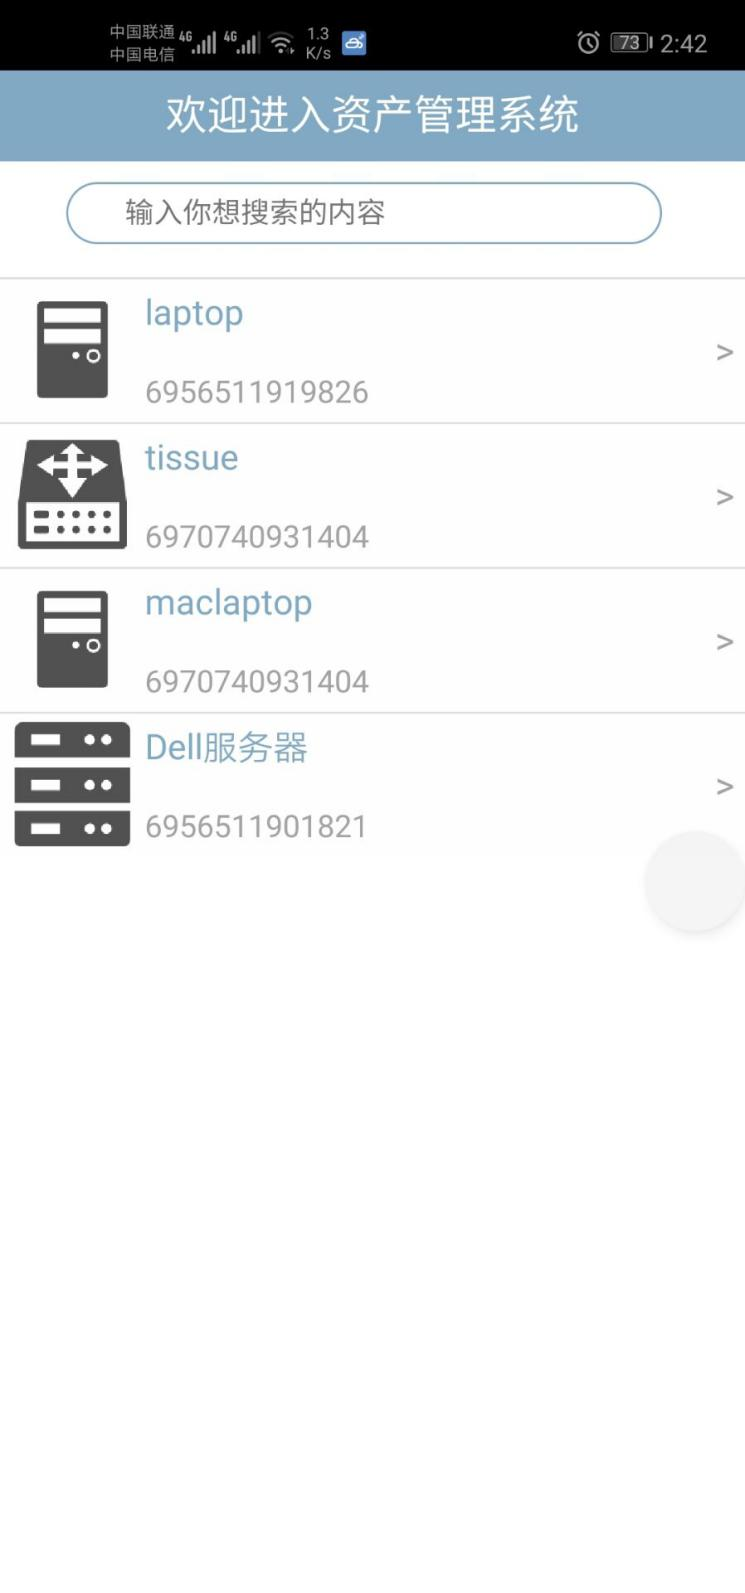 中国联通 4G 4G 1.3 73 2:42
中国电信 K/s
欢迎进入资产管理系统
输入你想搜索的内容
laptop
>
6956511919826
tissue
>
6970740931404
maclaptop
>
6970740931404
Dell服务器
>
6956511901821